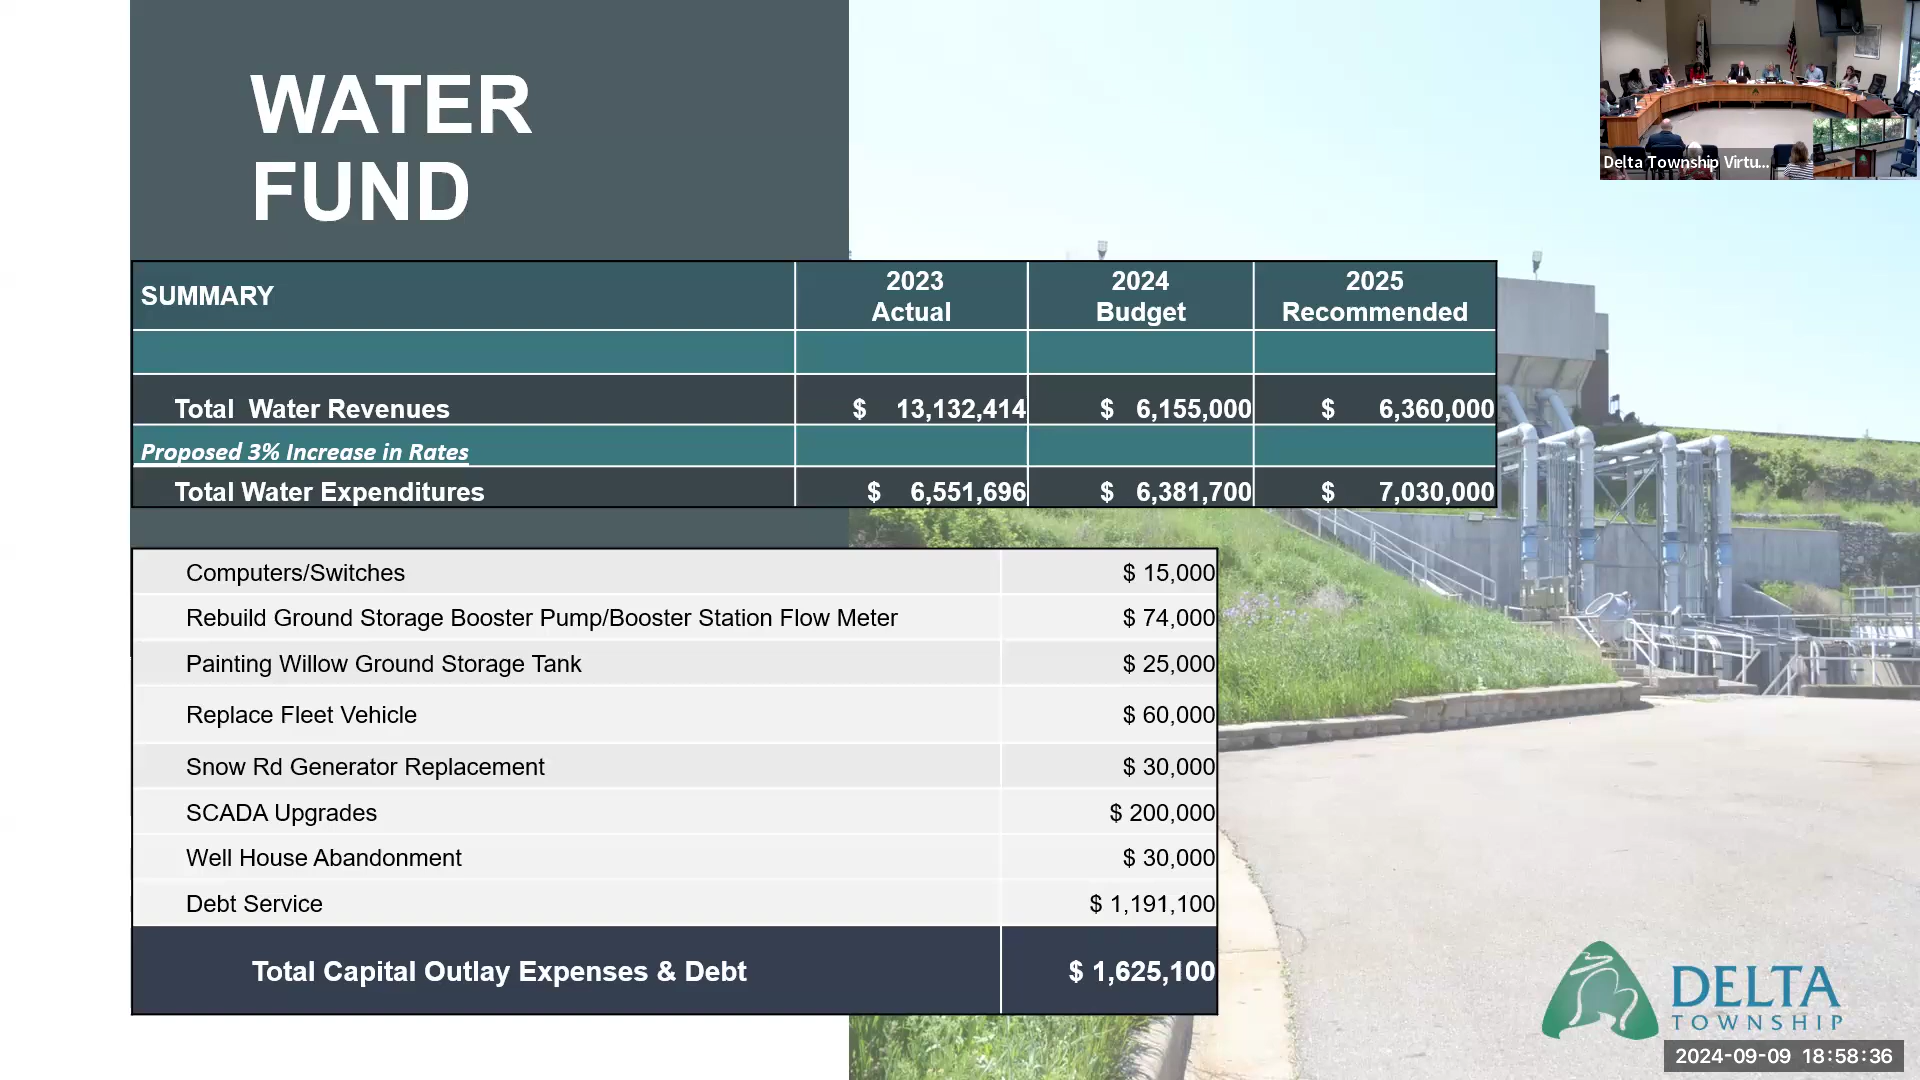 WATER
FUND
Delta Township Virtu...
SUMMARY 2023 Actual 2024 Budget 2025 Recommended
Total Water Revenues $ 13,132,414 $ 6,155,000 $ 6,360,000
Proposed 3% Increase in Rates
Total Water Expenditures $ 6,551,696 $ 6,381,700 $ 7,030,000
Computers/Switches $ 15,000
Rebuild Ground Storage Booster Pump/Booster Station Flow Meter $ 74,000
Painting Willow Ground Storage Tank $ 25,000
Replace Fleet Vehicle $ 60,000
Snow Rd Generator Replacement $ 30,000
SCADA Upgrades $ 200,000
Well House Abandonment $ 30,000
Debt Service $ 1,191,100
Total Capital Outlay Expenses & Debt $ 1,625,100
DELTA
TOWNSHIP
2024-09-09 18:58:36